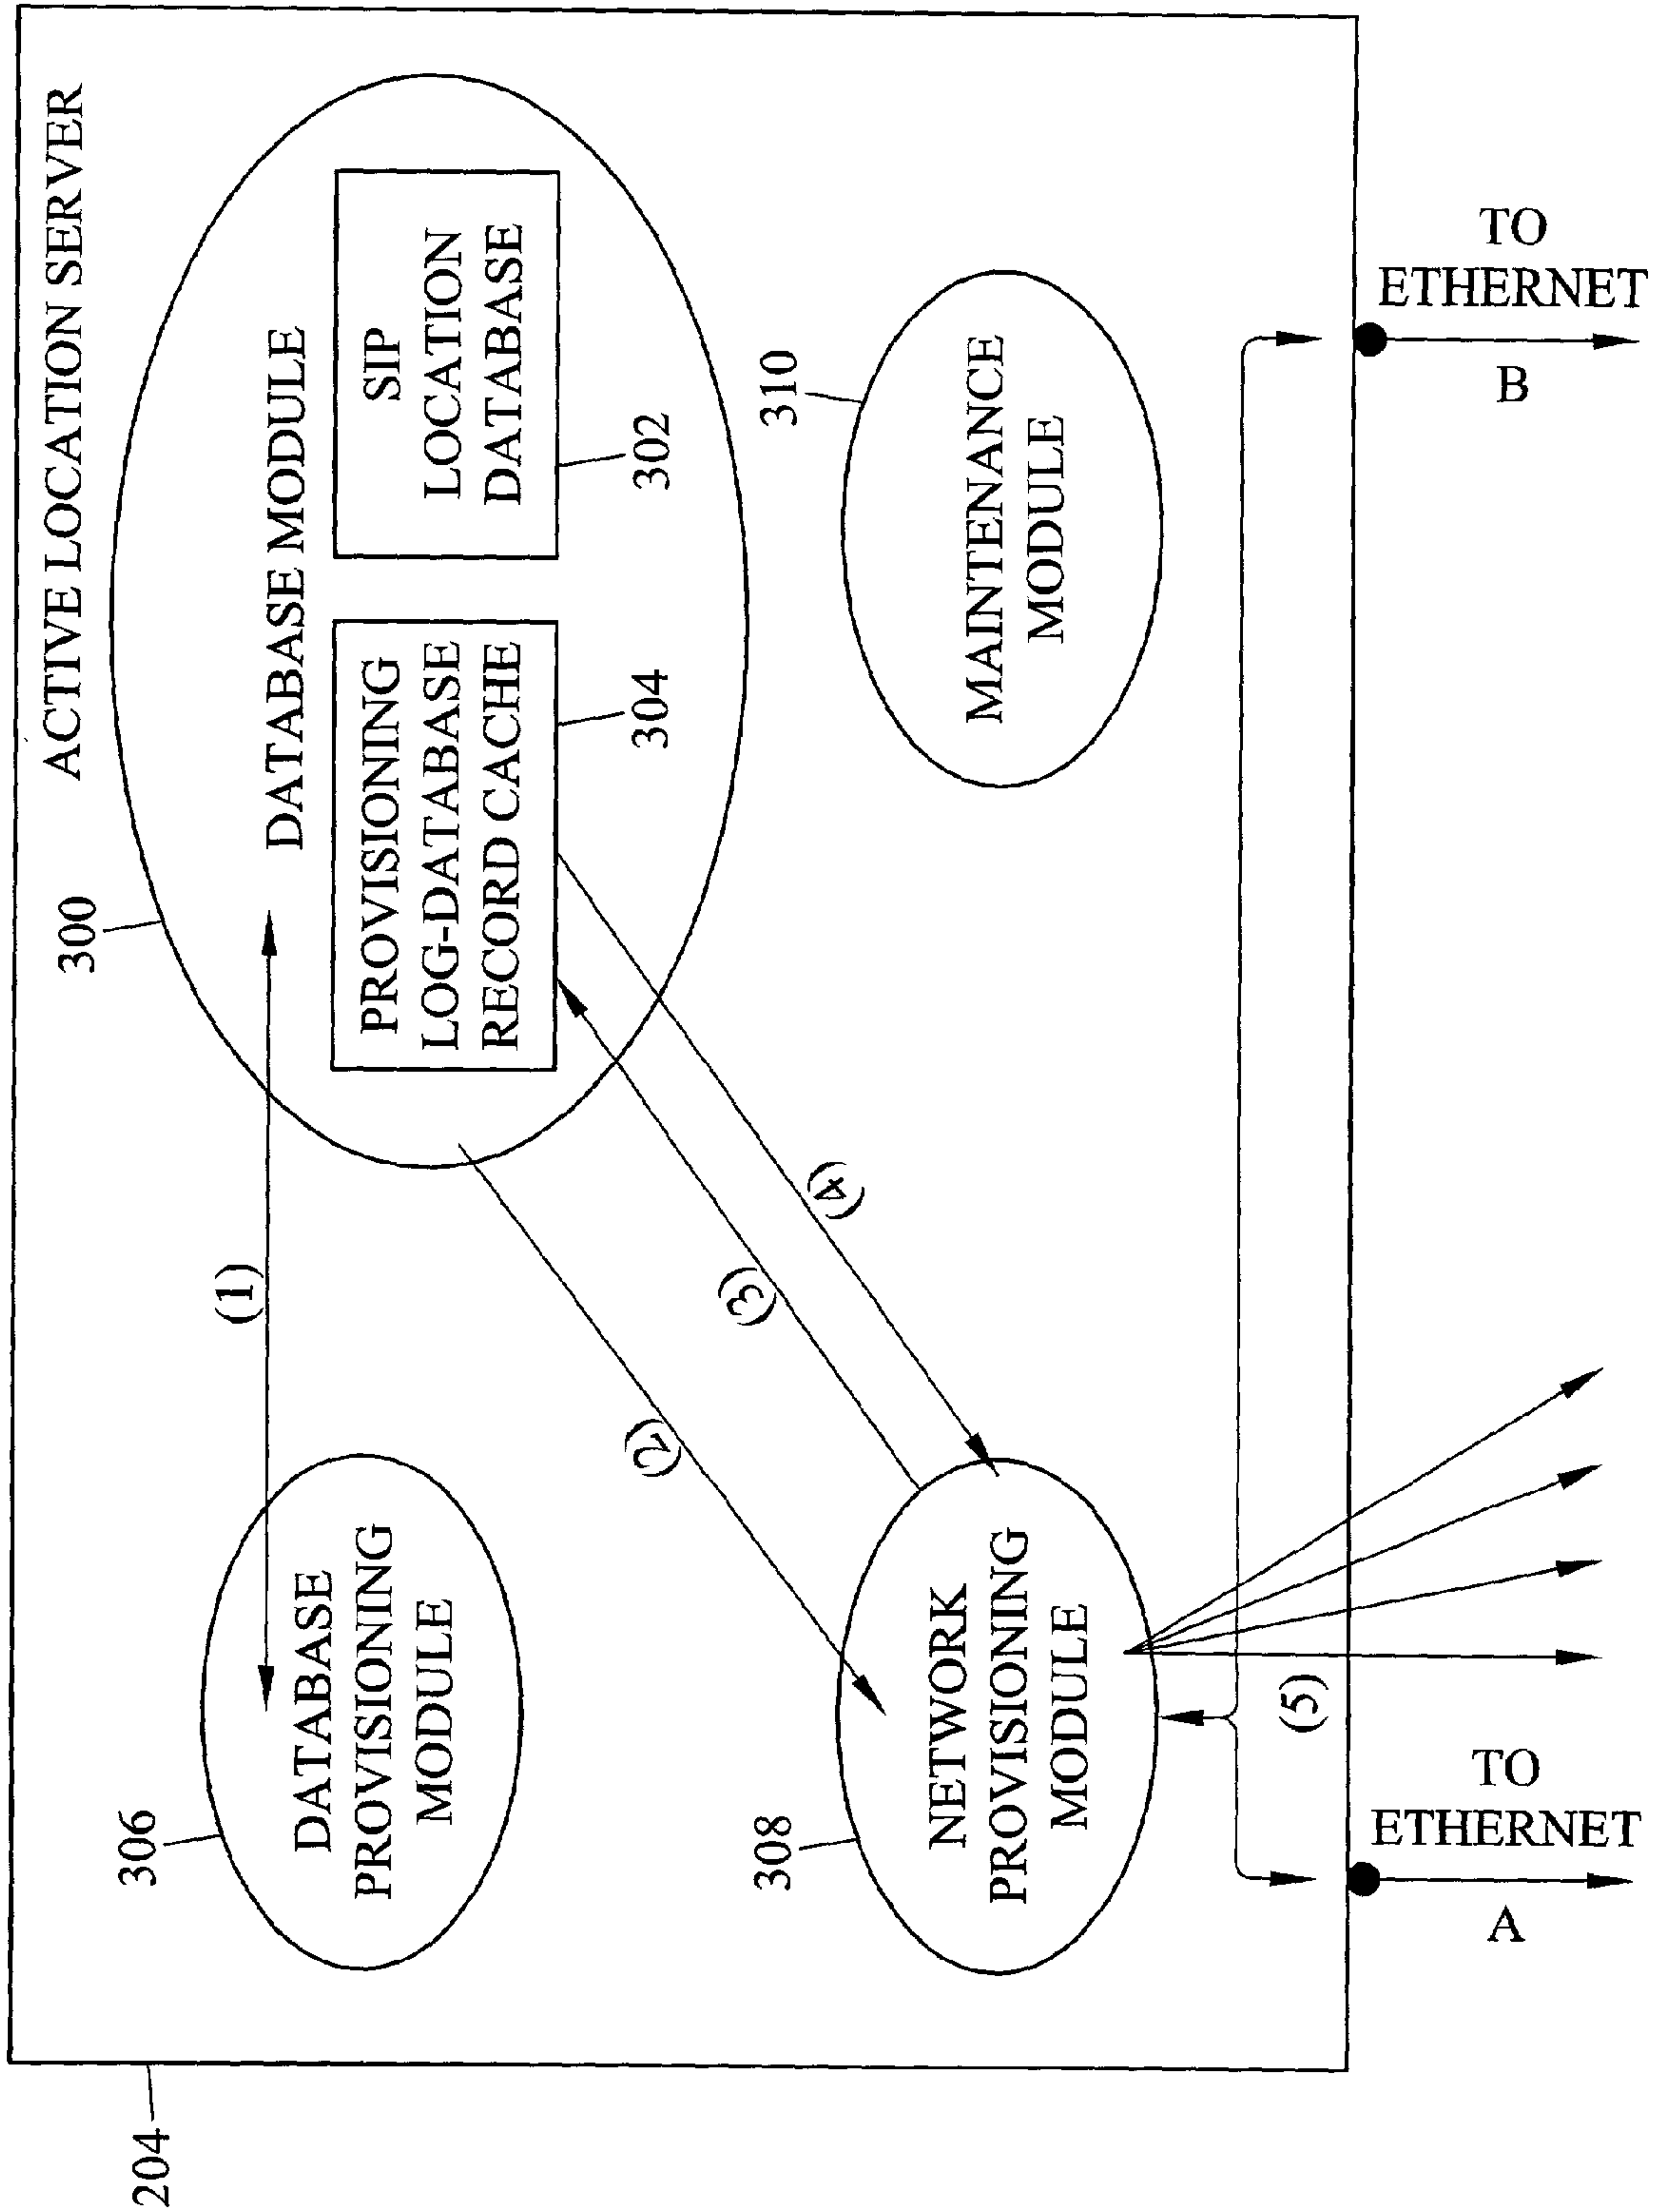 ACTIVE LOCATION SERVER
204
300
DATABASE MODULE
PROVISIONING
LOG-DATABASE
RECORD CACHE
304
SIP
LOCATION
DATABASE
302
306
DATABASE
PROVISIONING
MODULE
(1)
(2)
(3)
(4)
308
NETWORK
PROVISIONING
MODULE
310
MAINTENANCE
MODULE
(5)
TO
ETHERNET
A
TO
ETHERNET
B